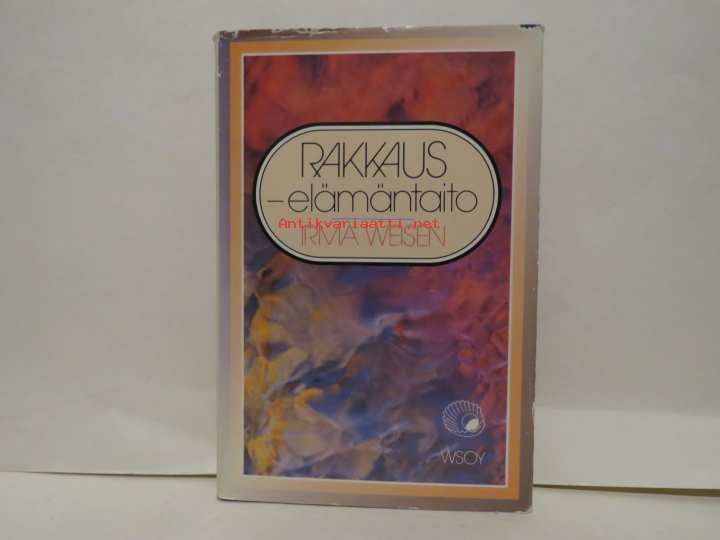 RAKKAUS
– elämäntaito
Antikvariaatti.net
IRMA WEISEN
WSOY